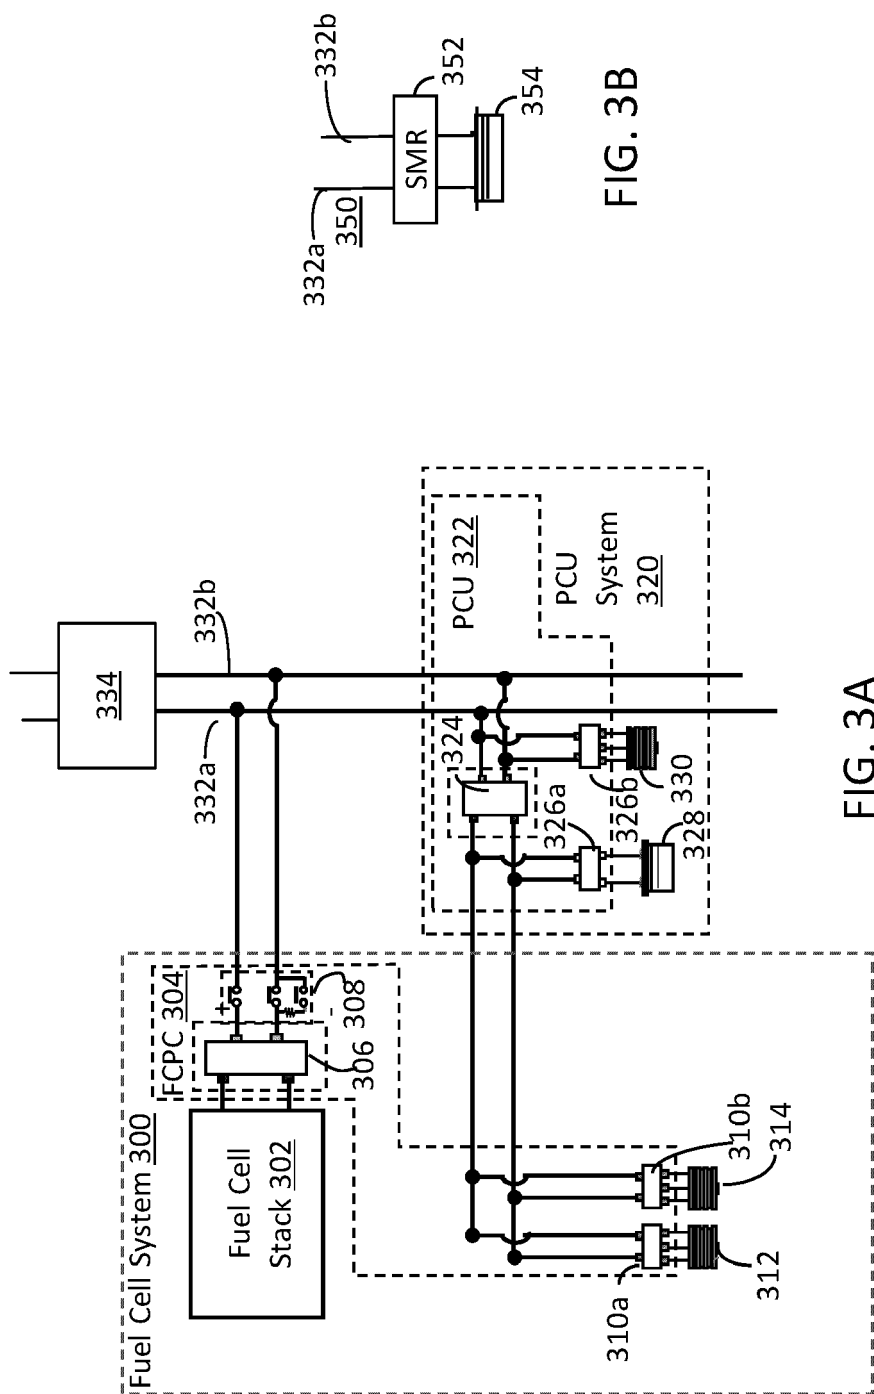 Fuel Cell System 300
Fuel Cell
Stack 302
FCPC 304
+
-
306
308
310a
310b
312
314
332a
332b
334
PCU 322
PCU
System
320
324
326a
326b
328
330
FIG. 3A
332a
332b
350
SMR
352
354
FIG. 3B